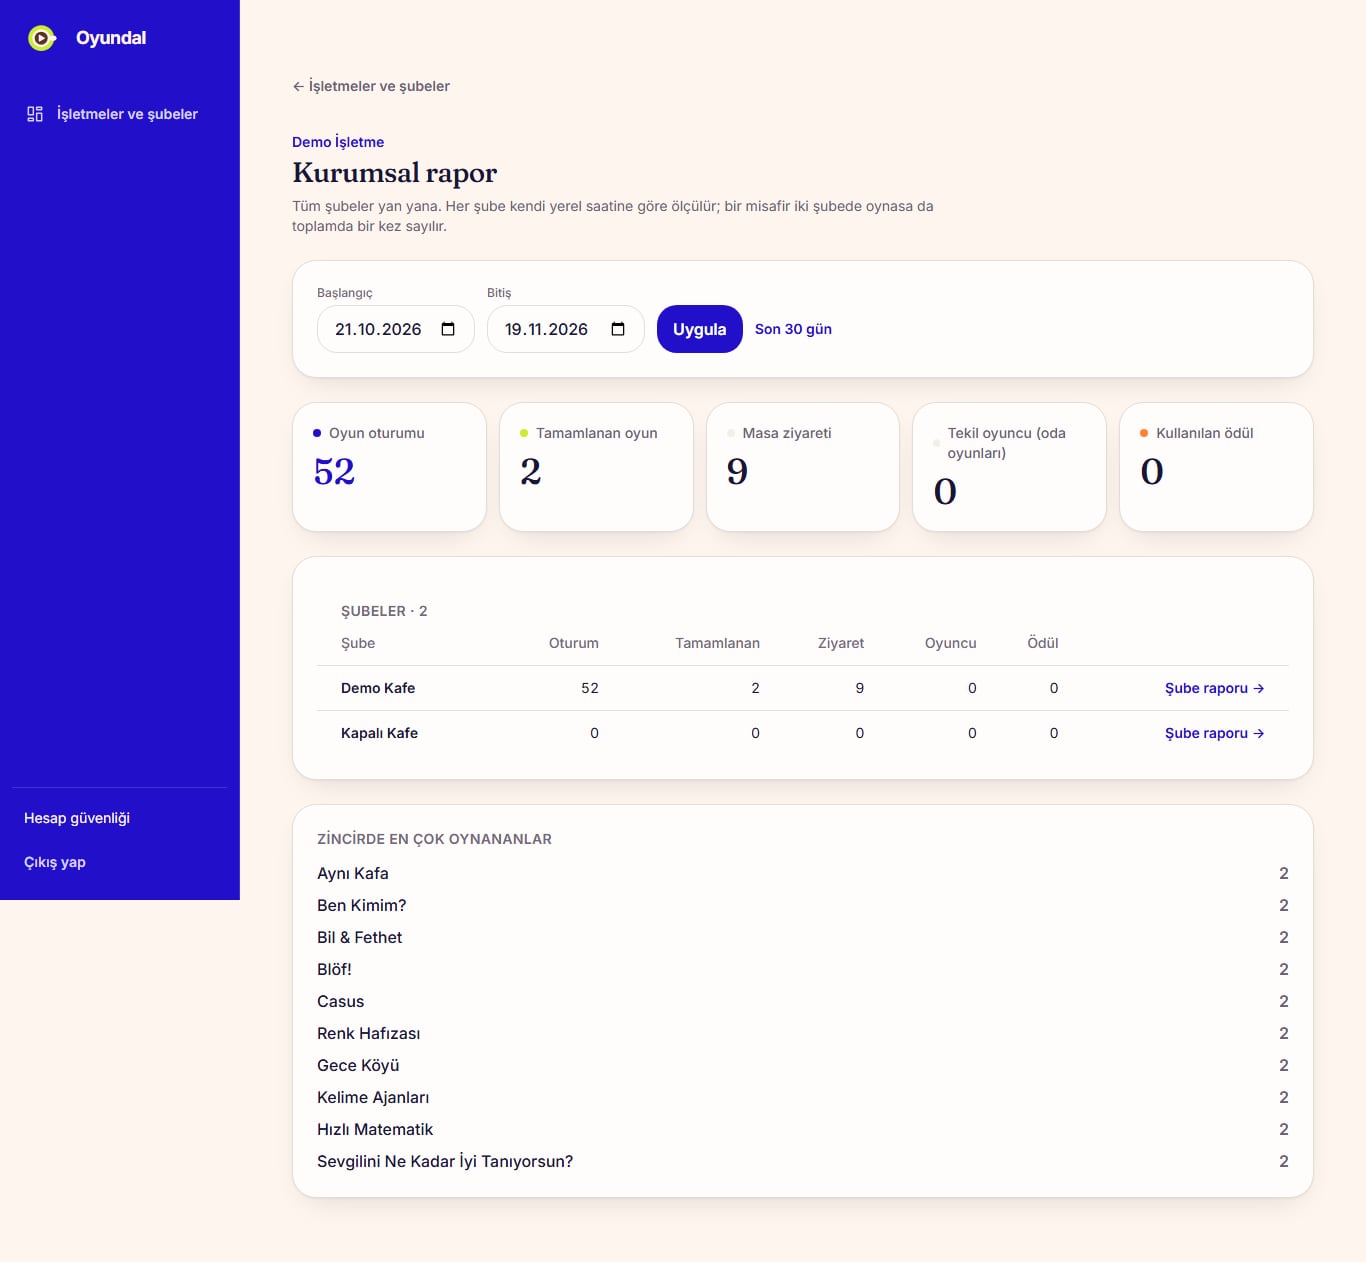 Oyundal
İşletmeler ve şubeler
← İşletmeler ve şubeler
Demo İşletme
Kurumsal rapor
Tüm şubeler yan yana. Her şube kendi yerel saatine göre ölçülür; bir misafir iki şubede oynasa da
toplamda bir kez sayılır.
Başlangıç Bitiş
21.10.2026 19.11.2026 Uygula Son 30 gün
Oyun oturumu
52
Tamamlanan oyun
2
Masa ziyareti
9
Tekil oyuncu (oda
oyunları)
0
Kullanılan ödül
0
ŞUBELER · 2
Şube Oturum Tamamlanan Ziyaret Oyuncu Ödül
Demo Kafe 52 2 9 0 0 Şube raporu →
Kapalı Kafe 0 0 0 0 0 Şube raporu →
ZİNCİRDE EN ÇOK OYNANANLAR
Aynı Kafa 2
Ben Kimim? 2
Bil & Fethet 2
Blöf! 2
Casus 2
Renk Hafızası 2
Gece Köyü 2
Kelime Ajanları 2
Hızlı Matematik 2
Sevgilini Ne Kadar İyi Tanıyorsun? 2
Hesap güvenliği
Çıkış yap